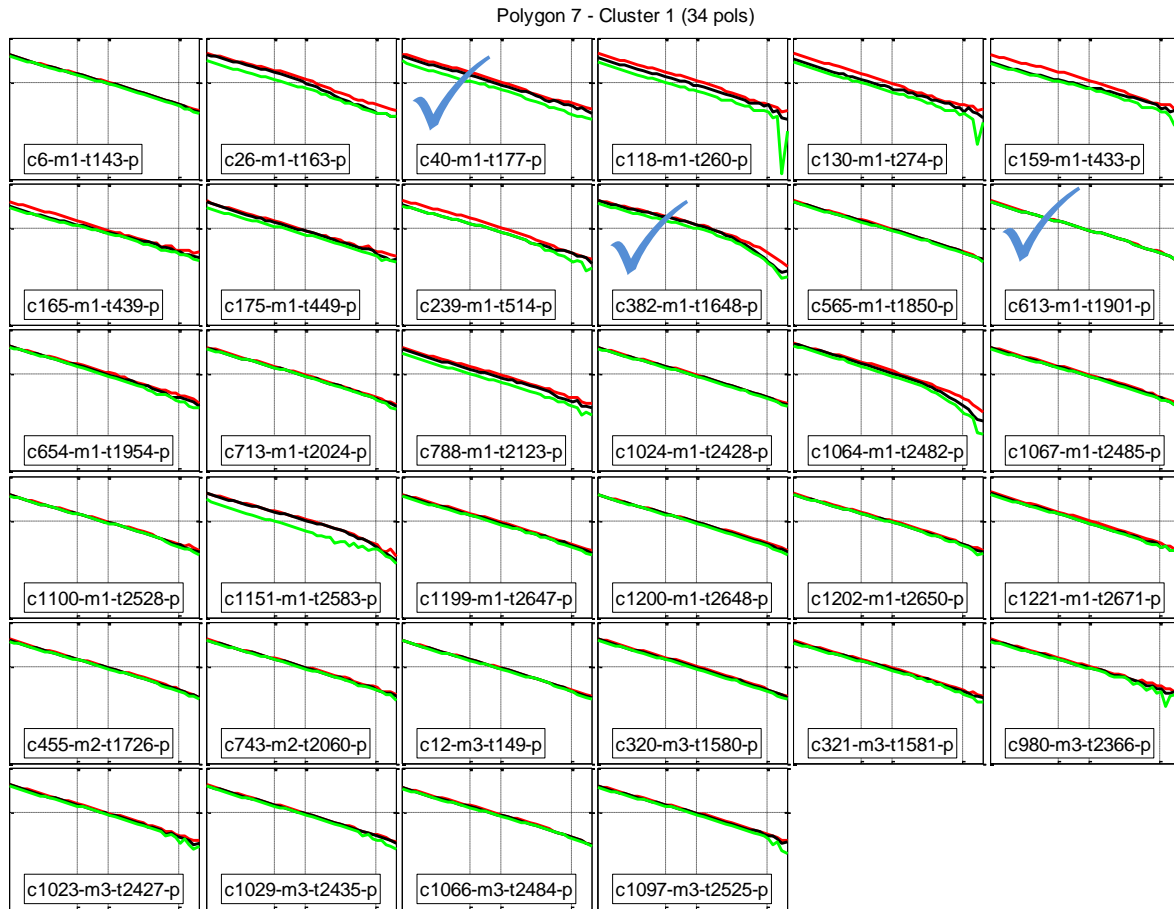 Polygon 7 - Cluster 1 (34 pols)
c6-m1-t143-p
c26-m1-t163-p
c40-m1-t177-p
c118-m1-t260-p
c130-m1-t274-p
c159-m1-t433-p
c165-m1-t439-p
c175-m1-t449-p
c239-m1-t514-p
c382-m1-t1648-p
c565-m1-t1850-p
c613-m1-t1901-p
c654-m1-t1954-p
c713-m1-t2024-p
c788-m1-t2123-p
c1024-m1-t2428-p
c1064-m1-t2482-p
c1067-m1-t2485-p
c1100-m1-t2528-p
c1151-m1-t2583-p
c1199-m1-t2647-p
c1200-m1-t2648-p
c1202-m1-t2650-p
c1221-m1-t2671-p
c455-m2-t1726-p
c743-m2-t2060-p
c12-m3-t149-p
c320-m3-t1580-p
c321-m3-t1581-p
c980-m3-t2366-p
c1023-m3-t2427-p
c1029-m3-t2435-p
c1066-m3-t2484-p
c1097-m3-t2525-p